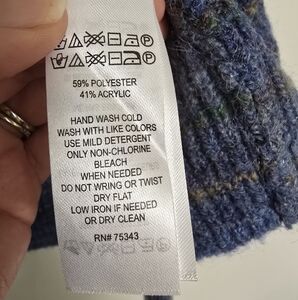 59% POLYESTER
41% ACRYLIC
HAND WASH COLD
WASH WITH LIKE COLORS
USE MILD DETERGENT
ONLY NON-CHLORINE
BLEACH
WHEN NEEDED
DO NOT WRING OR TWIST
DRY FLAT
LOW IRON IF NEEDED
OR DRY CLEAN
RN# 75343